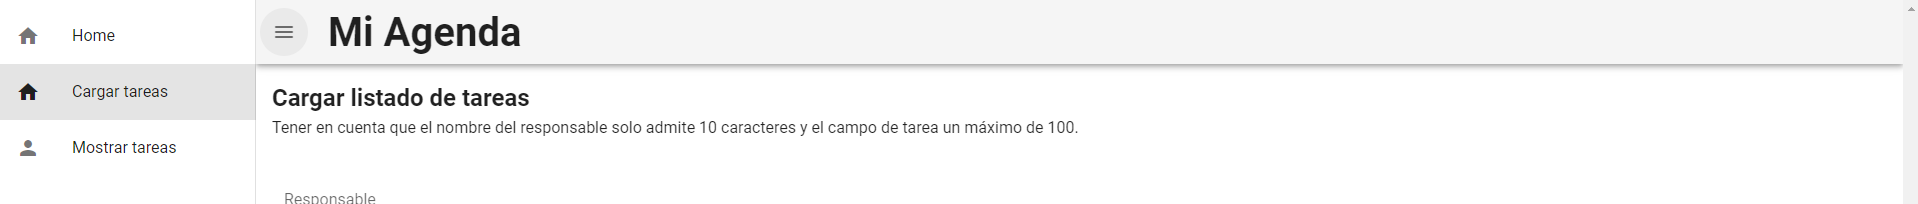 Home
Cargar tareas
Mostrar tareas
Mi Agenda
Cargar listado de tareas
Tener en cuenta que el nombre del responsable solo admite 10 caracteres y el campo de tarea un máximo de 100.
Responsable